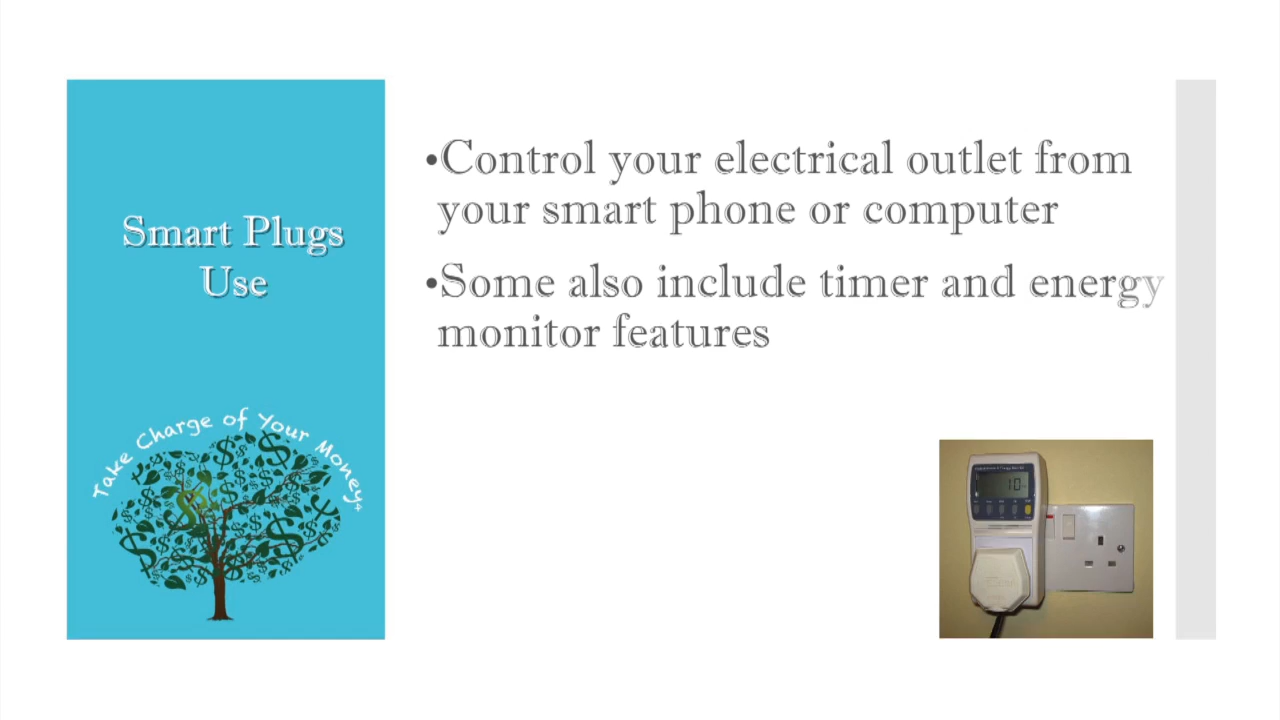 Smart Plugs
Use
Take Charge of Your Money
•Control your electrical outlet from
your smart phone or computer
•Some also include timer and energy
monitor features
10